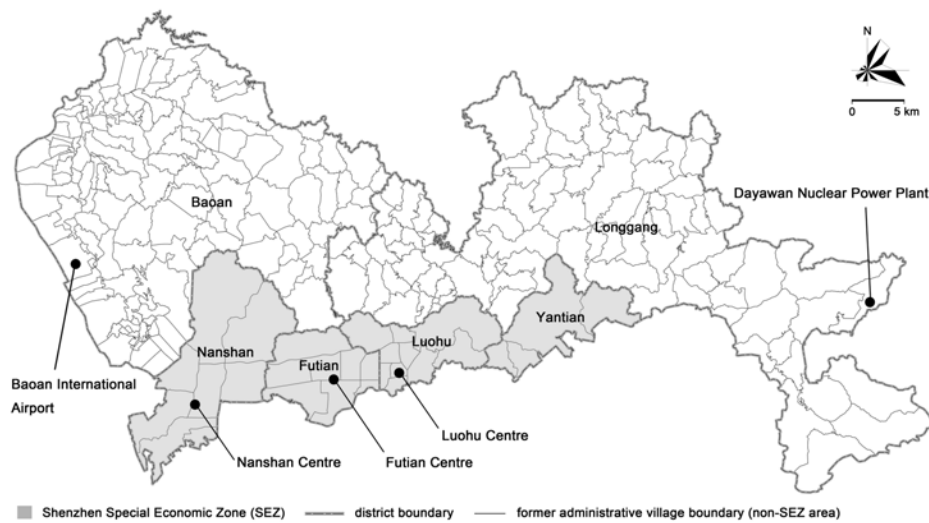 N
0 5 km
Dayawan Nuclear Power Plant
Baoan
Longgang
Yantian
Nanshan
Luohu
Futian
Baoan International
Airport
Luohu Centre
Nanshan Centre
Futian Centre
Shenzhen Special Economic Zone (SEZ) district boundary former administrative village boundary (non-SEZ area)